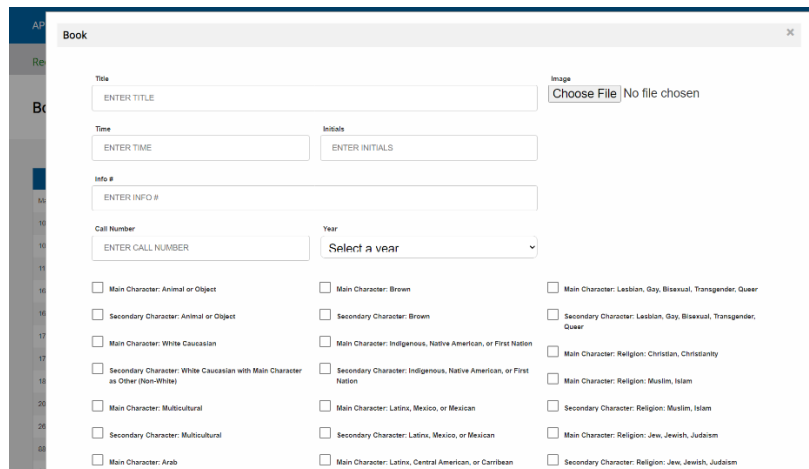 AP
Book ×
Re
Title Image
ENTER TITLE Choose File No file chosen
Bo
Time Initials
ENTER TIME ENTER INITIALS
Info #
ENTER INFO #
Call Number Year
ENTER CALL NUMBER Select a year
Main Character: Animal or Object Main Character: Brown Main Character: Lesbian, Gay, Bisexual, Transgender, Queer
Secondary Character: Animal or Object Secondary Character: Brown Secondary Character: Lesbian, Gay, Bisexual, Transgender,
Queer
Main Character: White Caucasian Main Character: Indigenous, Native American, or First Nation
Main Character: Religion: Christian, Christianity
Secondary Character: White Caucasian with Main Character Secondary Character: Indigenous, Native American, or First
as Other (Non-White) Nation Main Character: Religion: Muslim, Islam
Main Character: Multicultural Main Character: Latinx, Mexico, or Mexican Secondary Character: Religion: Muslim, Islam
Secondary Character: Multicultural Secondary Character: Latinx, Mexico, or Mexican Main Character: Religion: Jew, Jewish, Judaism
Main Character: Arab Main Character: Latinx, Central American, or Carribean Secondary Character: Religion: Jew, Jewish, Judaism